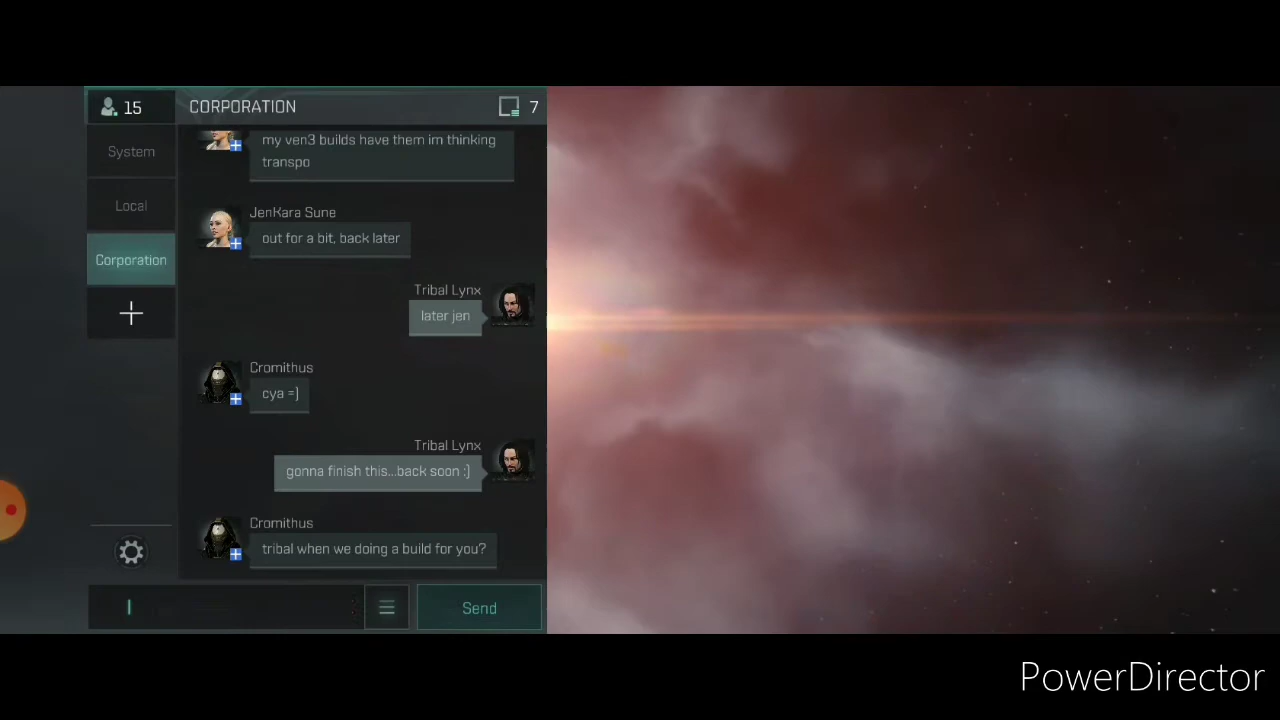 15
CORPORATION
7
System
Local
Corporation
my ven3 builds have them im thinking
transpo
JenKara Sune
out for a bit, back later
Tribal Lynx
later jen
Cromithus
cya =]
Tribal Lynx
gonna finish this...back soon :]
Cromithus
tribal when we doing a build for you?
Send
PowerDirector